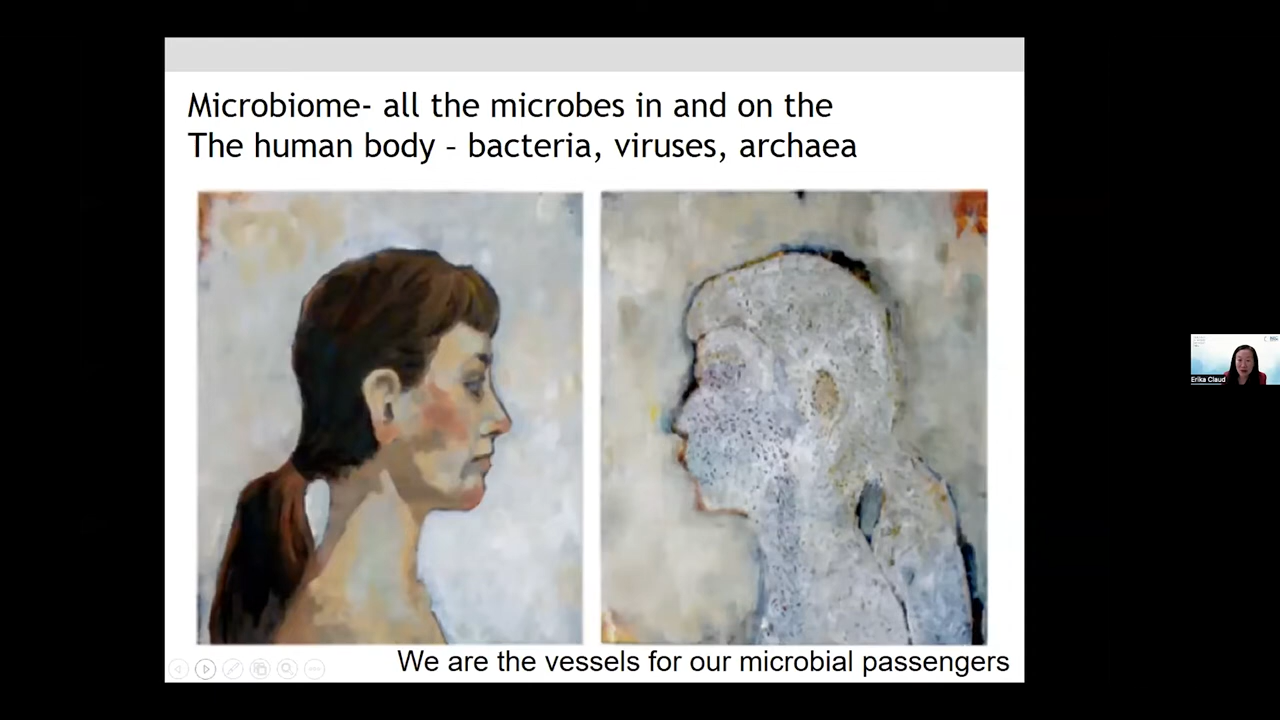 Microbiome- all the microbes in and on the
The human body – bacteria, viruses, archaea
We are the vessels for our microbial passengers
Erika Claud